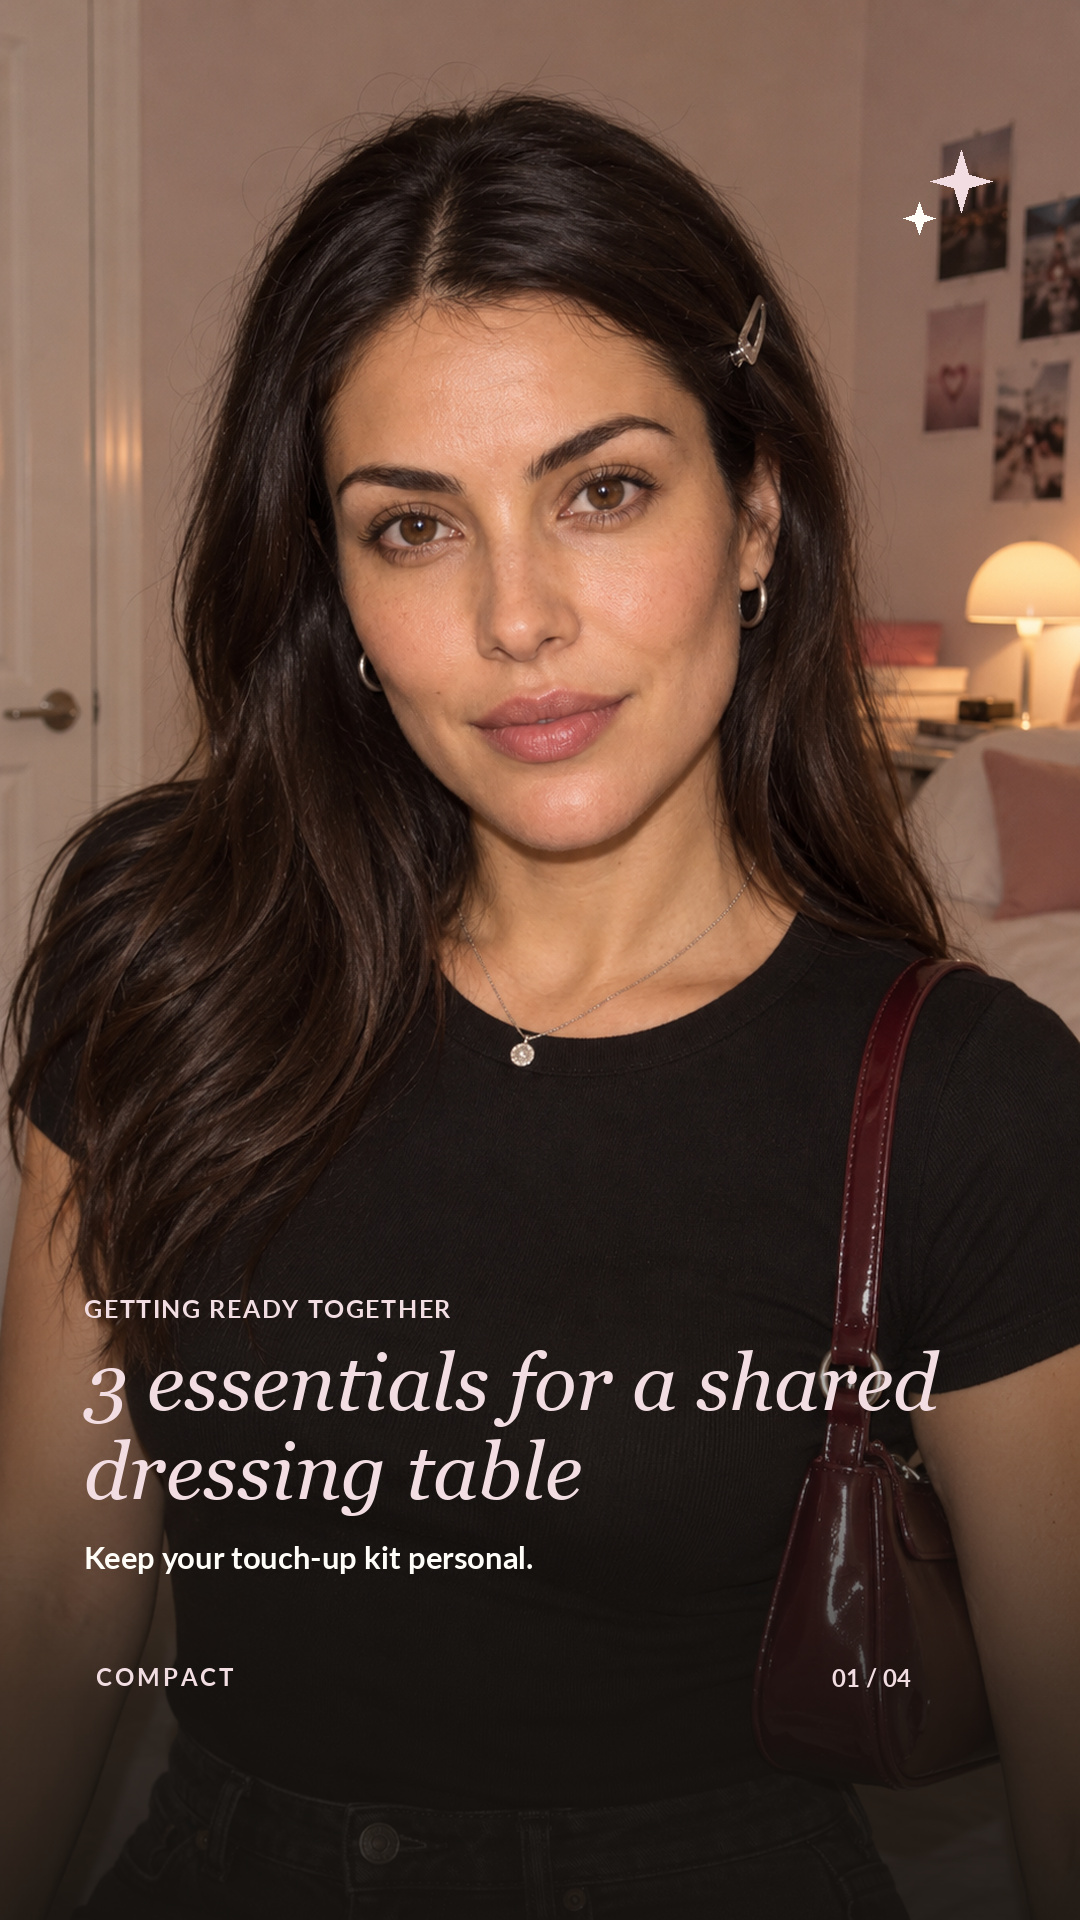 GETTING READY TOGETHER
3 essentials for a shared
dressing table
Keep your touch-up kit personal.
COMPACT
01 / 04